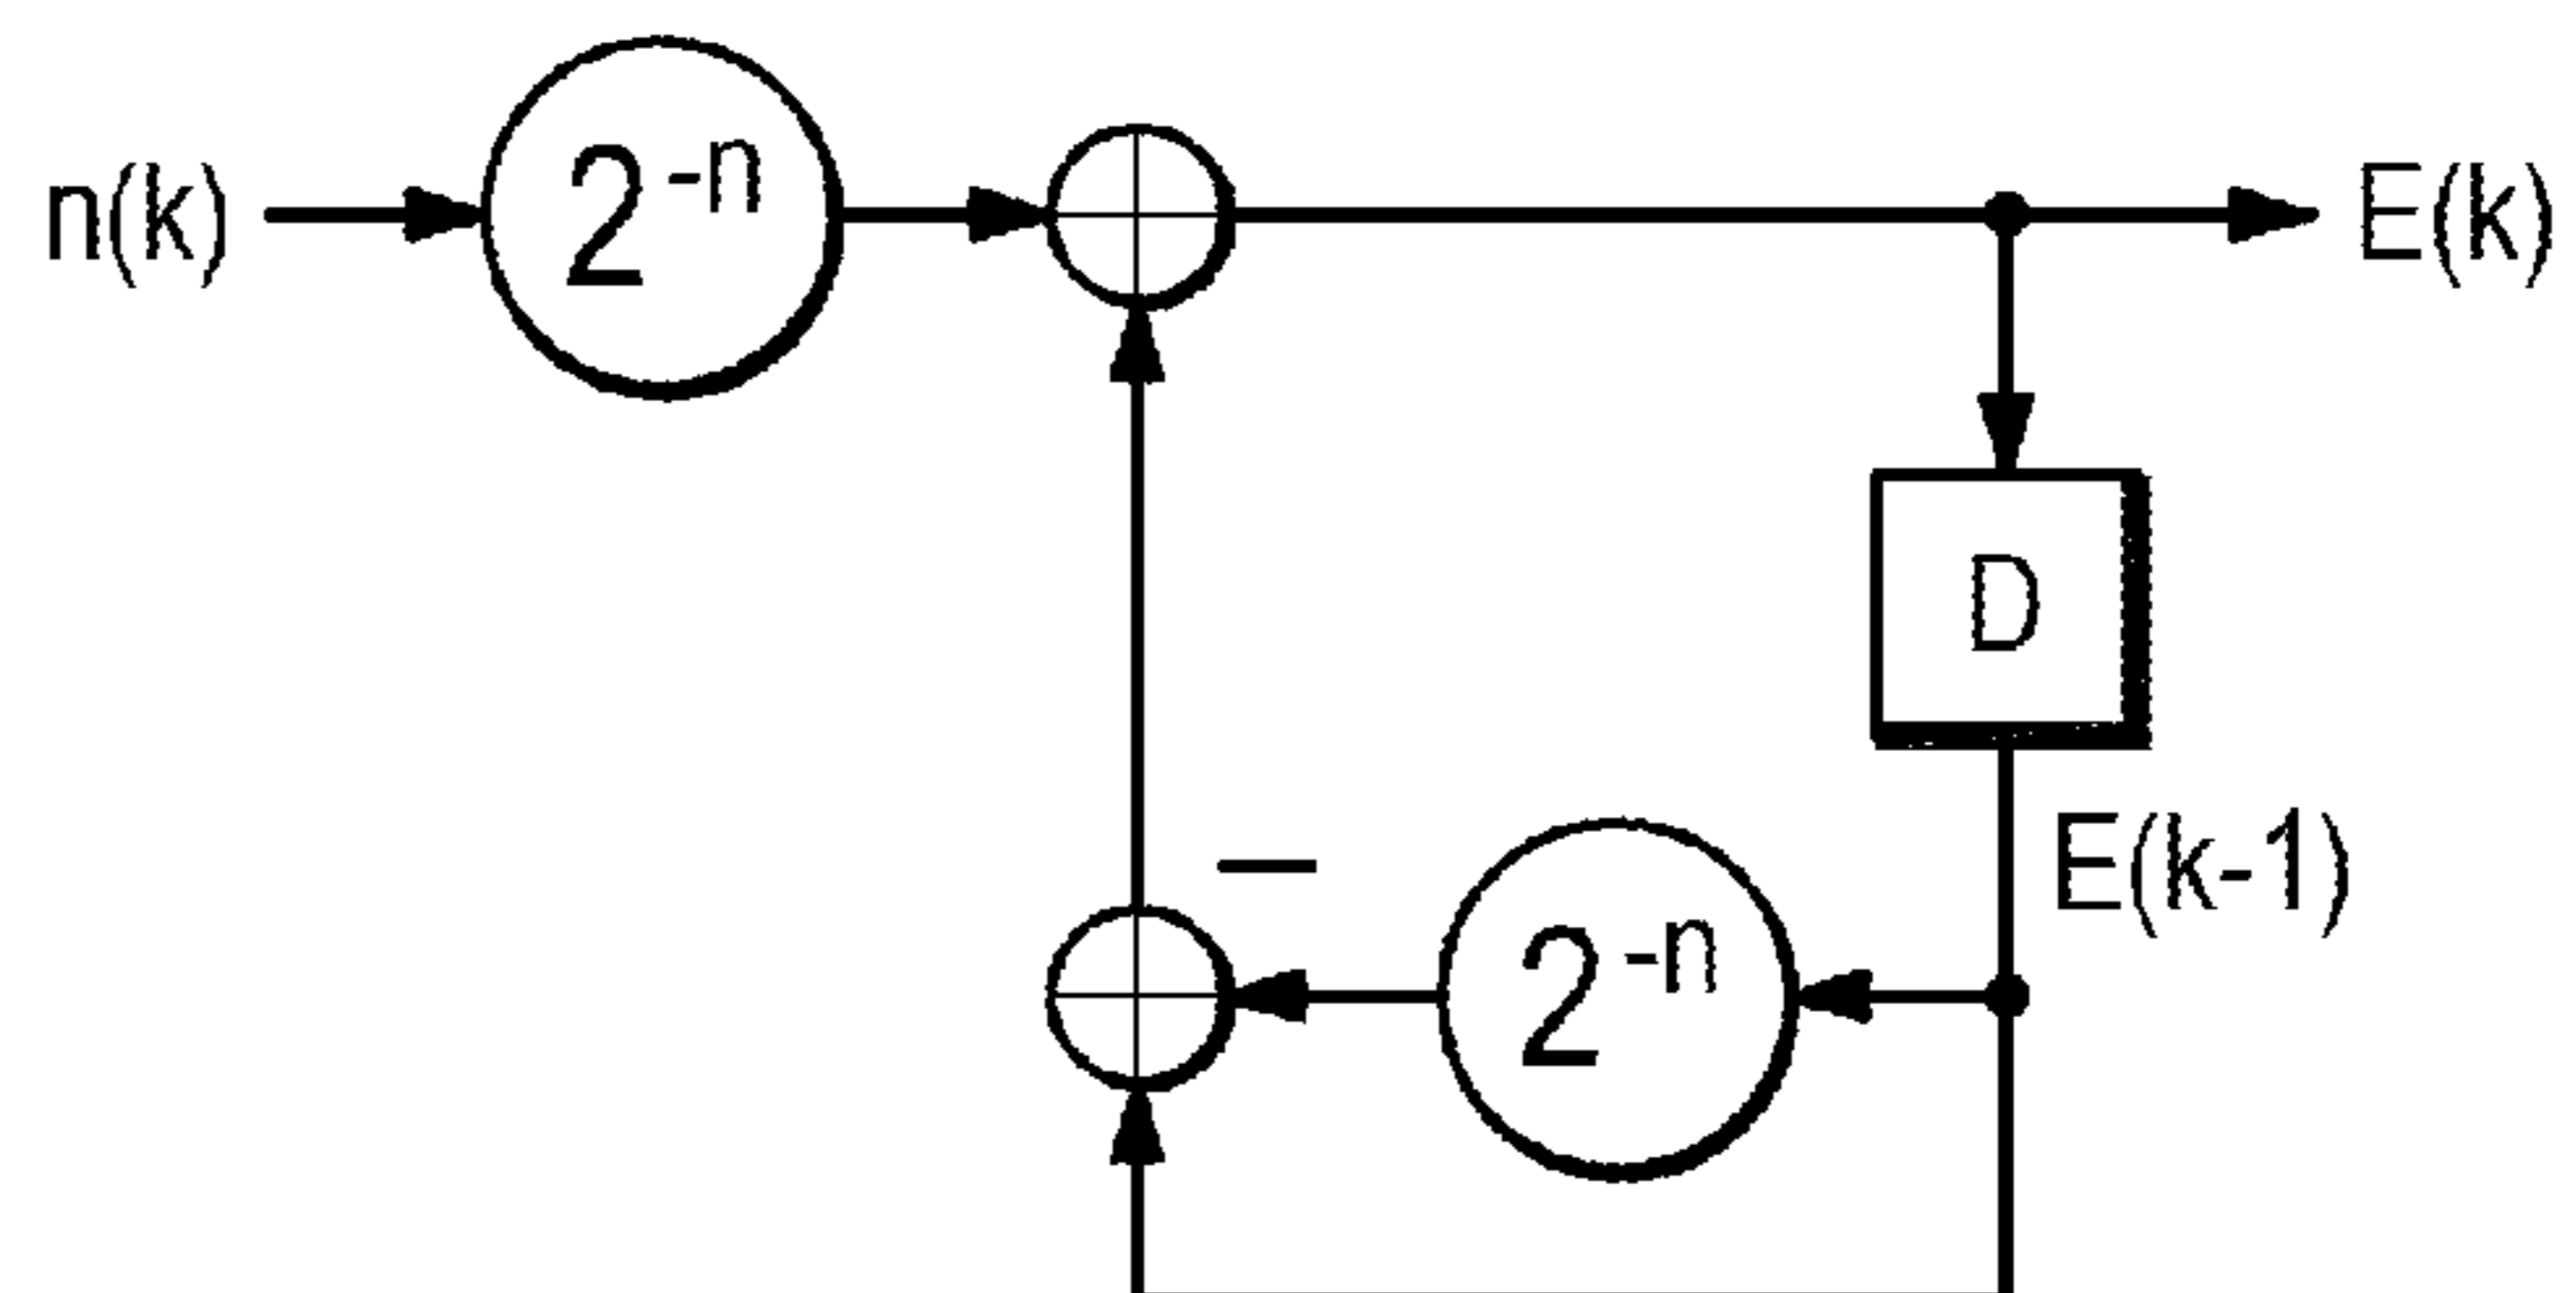 n(k)
2^-n
E(k)
D
E(k-1)
−
2^-n